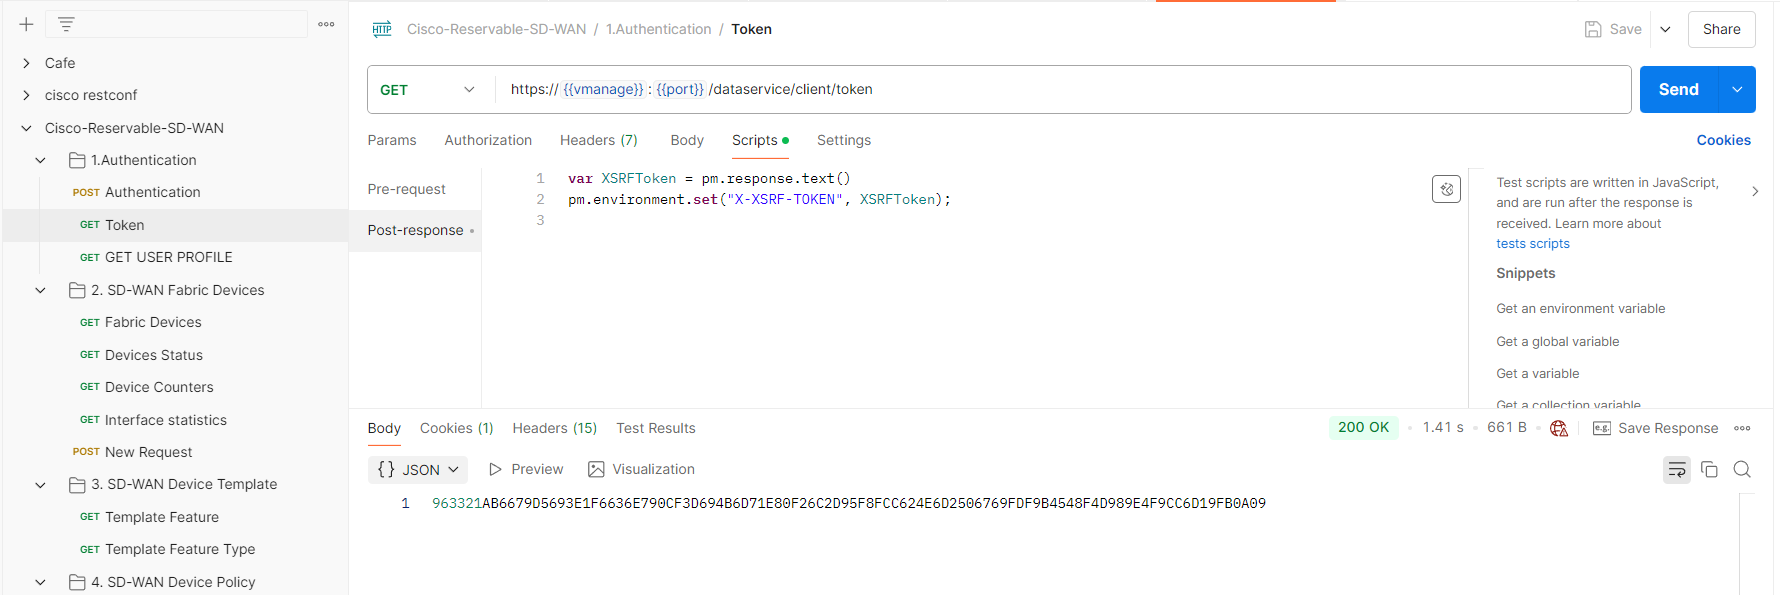 Cafe
cisco restconf
Cisco-Reservable-SD-WAN
1.Authentication
POST Authentication
GET Token
GET GET USER PROFILE
2. SD-WAN Fabric Devices
GET Fabric Devices
GET Devices Status
GET Device Counters
GET Interface statistics
POST New Request
3. SD-WAN Device Template
GET Template Feature
GET Template Feature Type
4. SD-WAN Device Policy
HTTP Cisco-Reservable-SD-WAN / 1.Authentication / Token
Save
Share
GET https://{{vmanage}}:{{port}}/dataservice/client/token
Send
Params Authorization Headers (7) Body Scripts Settings
Cookies
Pre-request
Post-response
1 var XSRFToken = pm.response.text()
2 pm.environment.set("X-XSRF-TOKEN", XSRFToken);
3
Test scripts are written in JavaScript,
and are run after the response is
received. Learn more about
tests scripts
Snippets
Get an environment variable
Get a global variable
Get a variable
Get a collection variable
Body Cookies (1) Headers (15) Test Results
200 OK 1.41 s 661 B e.g. Save Response
{} JSON Preview Visualization
1 963321AB6679D5693E1F6636E790CF3D694B6D71E80F26C2D95F8FCC624E6D2506769FDF9B4548F4D989E4F9CC6D19FB0A09